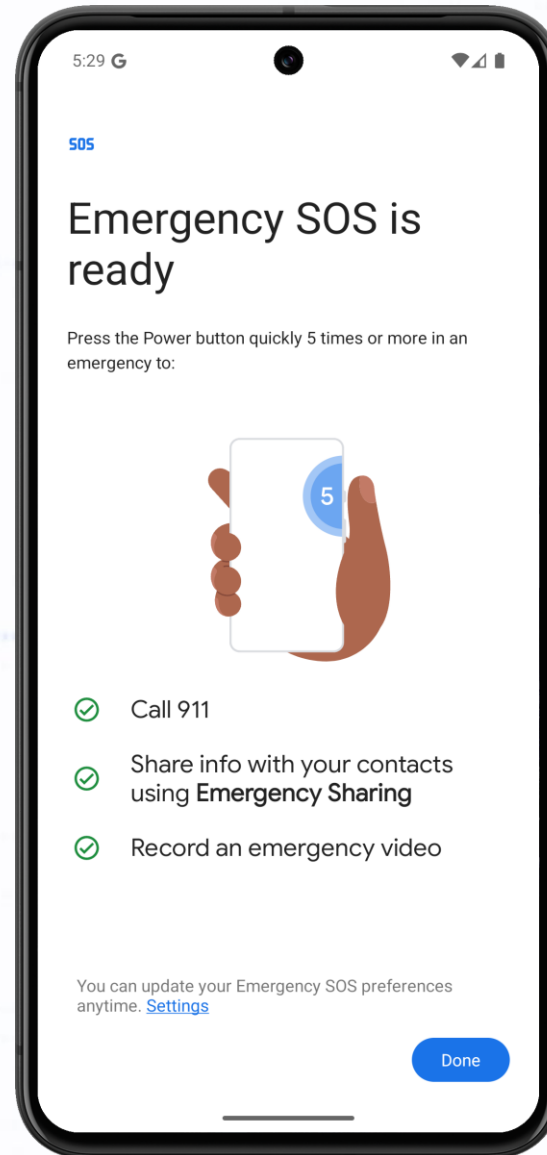 5:29 G
SOS
Emergency SOS is
ready
Press the Power button quickly 5 times or more in an
emergency to:
5
Call 911
Share info with your contacts
using Emergency Sharing
Record an emergency video
You can update your Emergency SOS preferences
anytime. Settings
Done